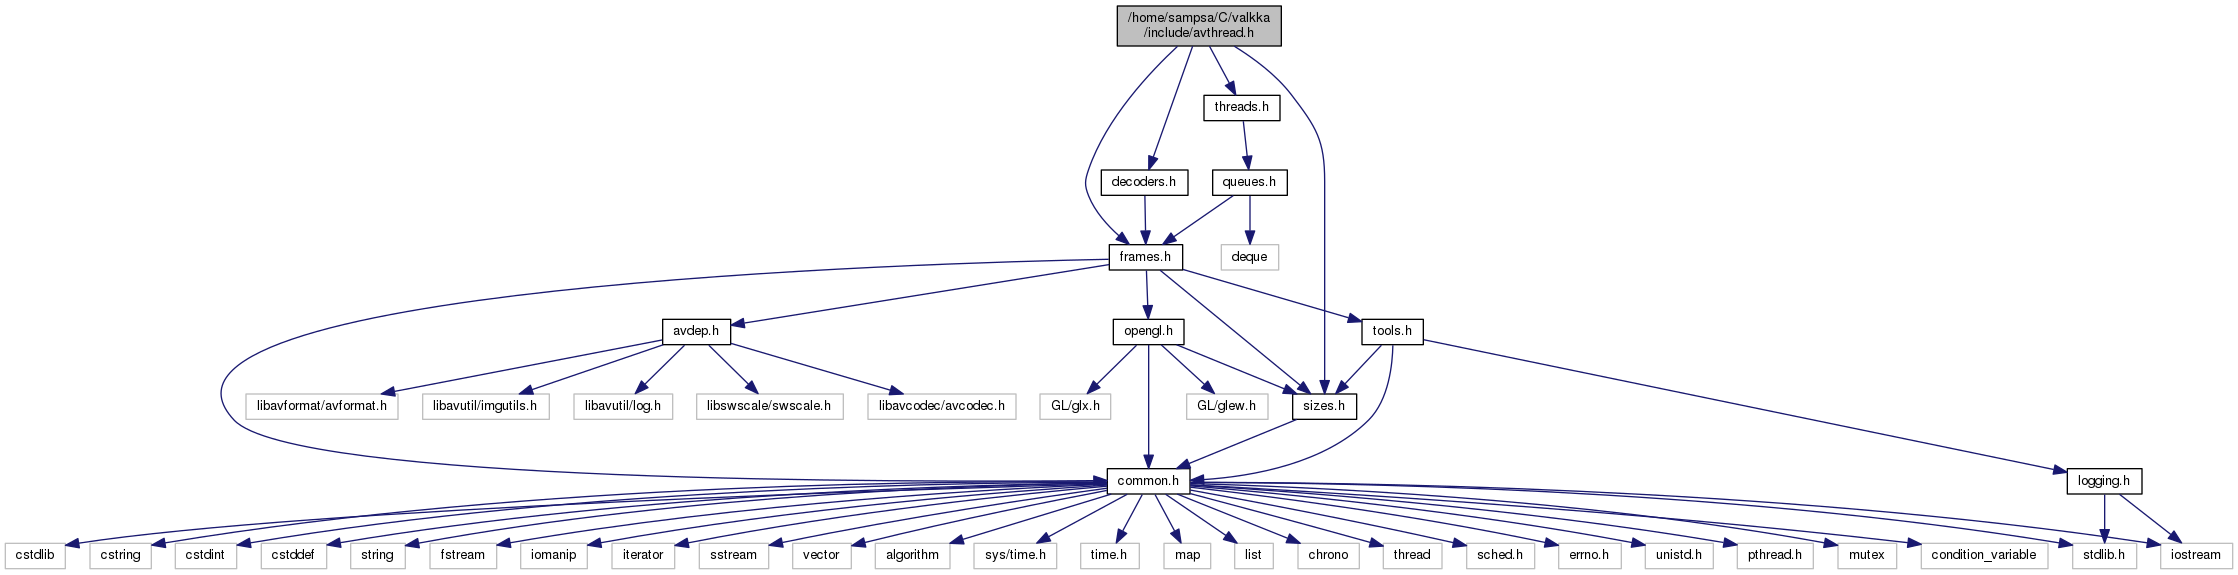 /home/sampsa/C/valkka
/include/avthread.h
threads.h
decoders.h
queues.h
frames.h
deque
avdep.h
opengl.h
tools.h
libavformat/avformat.h
libavutil/imgutils.h
libavutil/log.h
libswscale/swscale.h
libavcodec/avcodec.h
GL/glx.h
GL/glew.h
sizes.h
common.h
logging.h
cstdlib
cstring
cstdint
cstddef
string
fstream
iomanip
iterator
sstream
vector
algorithm
sys/time.h
time.h
map
list
chrono
thread
sched.h
errno.h
unistd.h
pthread.h
mutex
condition_variable
stdlib.h
iostream